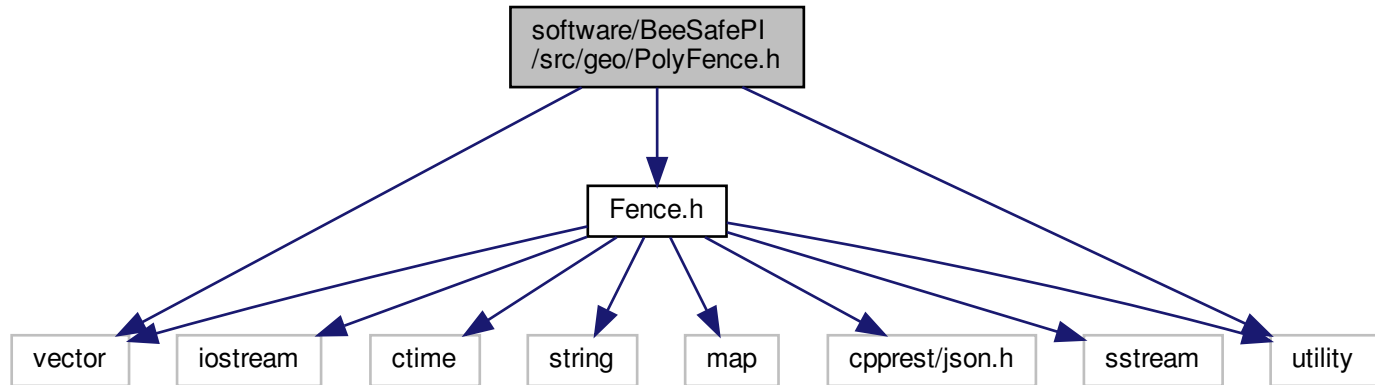 software/BeeSafePI
/src/geo/PolyFence.h
Fence.h
vector
iostream
ctime
string
map
cpprest/json.h
sstream
utility